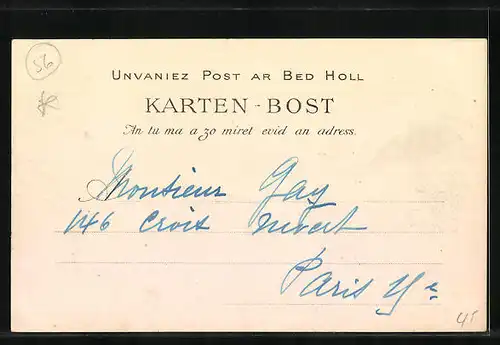 56
UNVANIEZ POST AR BED HOLL
KARTEN-BOST
An tu ma a zo miret evid an adress.
Monsieur Gay
146 Croix Nivert
Paris